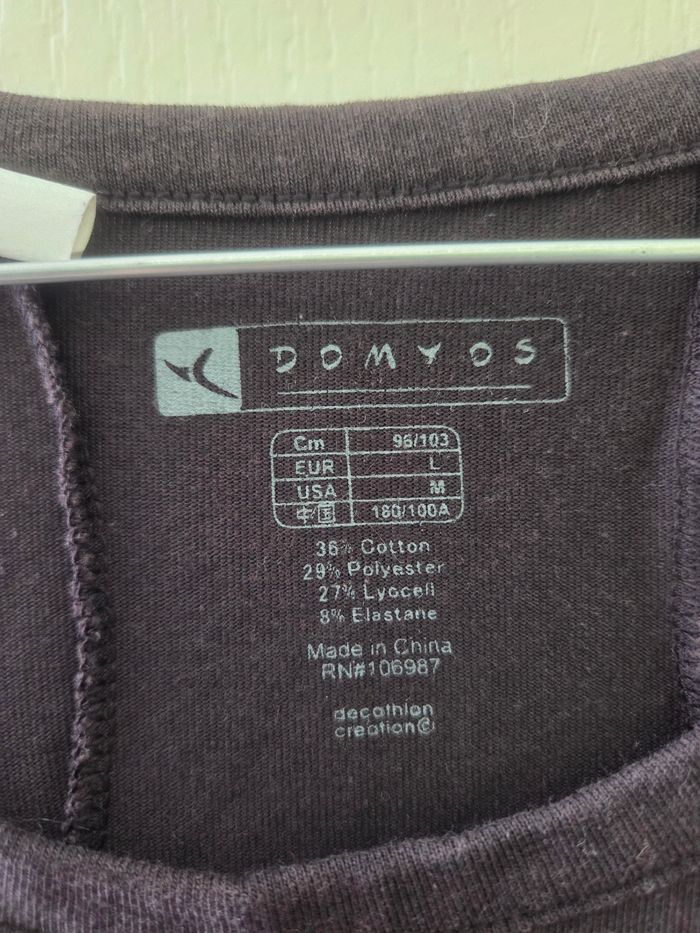 DOMYOS
Cm 96/103
EUR L
USA M
中国 180/100A
36% Cotton
29% Polyester
27% Lyocell
8% Elastane
Made in China
RN#106987
decathlon
creation©